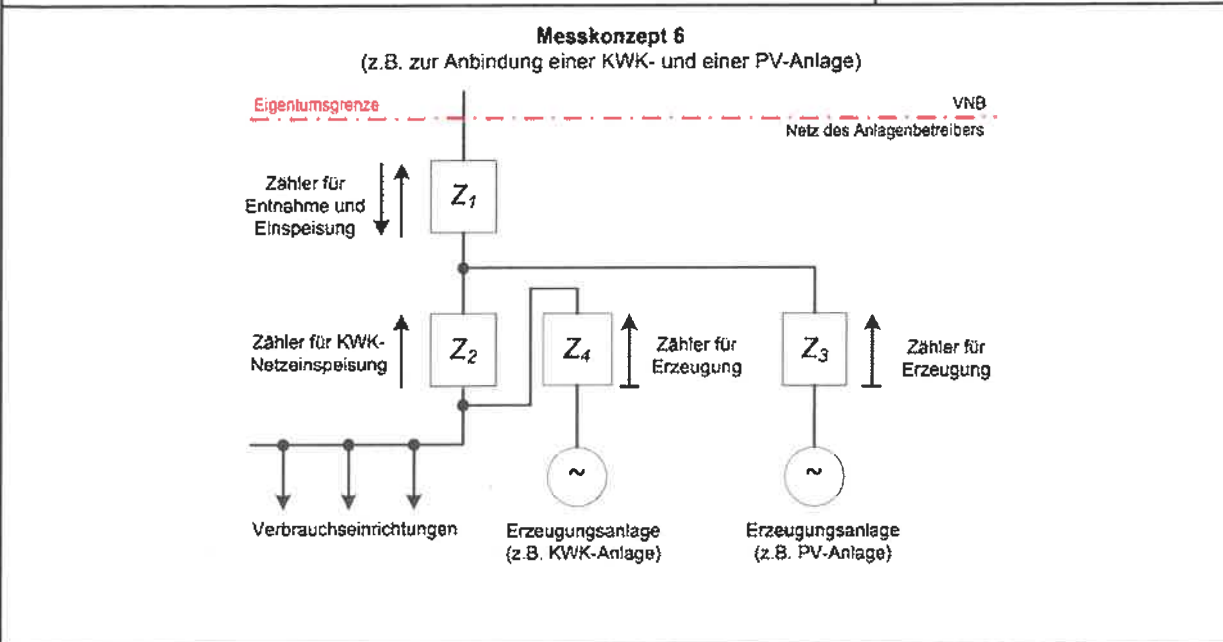 Messkonzept 6
(z.B. zur Anbindung einer KWK- und einer PV-Anlage)
Eigentumsgrenze
VNB
Netz des Anlagenbetreibers
Zähler für
Entnahme und
Einspeisung
Z1
Zähler für KWK-
Netzeinspeisung
Z2
Z4
Zähler für
Erzeugung
Z3
Zähler für
Erzeugung
~
~
Verbrauchseinrichtungen
Erzeugungsanlage
(z.B. KWK-Anlage)
Erzeugungsanlage
(z.B. PV-Anlage)